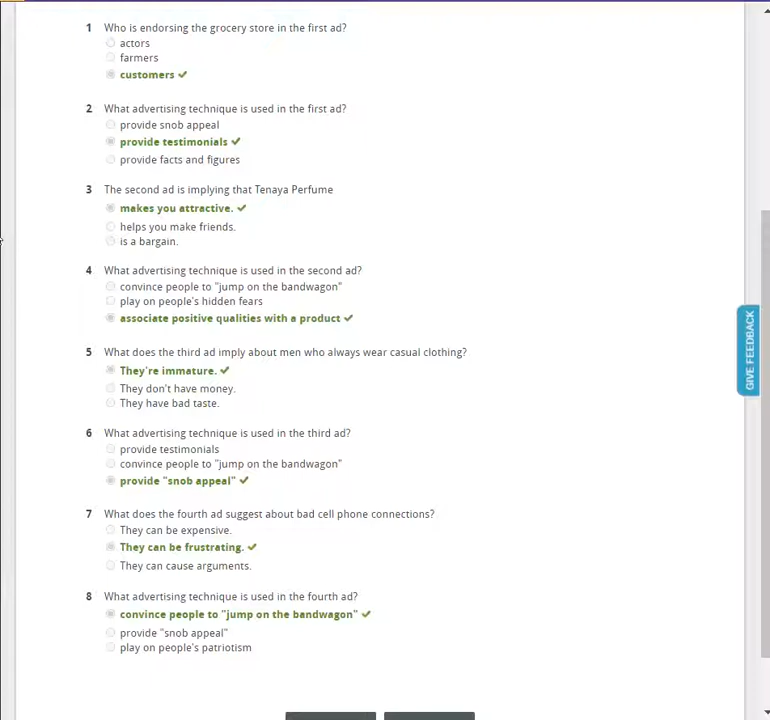 1 Who is endorsing the grocery store in the first ad?
actors
farmers
customers ✔
2 What advertising technique is used in the first ad?
provide snob appeal
provide testimonials ✔
provide facts and figures
3 The second ad is implying that Tenaya Perfume
makes you attractive. ✔
helps you make friends.
is a bargain.
4 What advertising technique is used in the second ad?
convince people to "jump on the bandwagon"
play on people's hidden fears
associate positive qualities with a product ✔
5 What does the third ad imply about men who always wear casual clothing?
They're immature. ✔
They don't have money.
They have bad taste.
6 What advertising technique is used in the third ad?
provide testimonials
convince people to "jump on the bandwagon"
provide "snob appeal" ✔
7 What does the fourth ad suggest about bad cell phone connections?
They can be expensive.
They can be frustrating. ✔
They can cause arguments.
8 What advertising technique is used in the fourth ad?
convince people to "jump on the bandwagon" ✔
provide "snob appeal"
play on people's patriotism
GIVE FEEDBACK